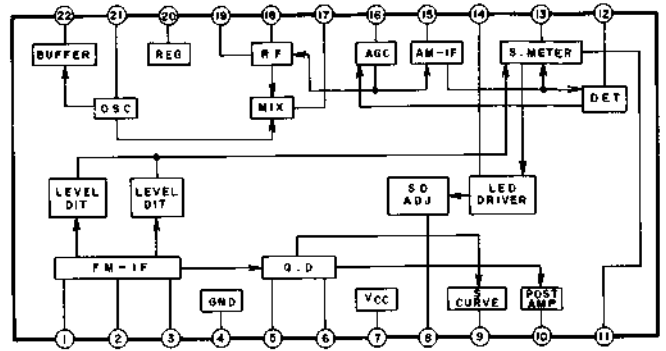 22 21 20 19 18 17 16 15 14 13 12
BUFFER
REG
RF
AGC
AM-IF
S.METER
OSC
MIX
DET
LEVEL
DIT
LEVEL
DIT
SD
ADJ
LED
DRIVER
FM-IF
Q.D
GND
VCC
S
CURVE
POST
AMP
1 2 3 4 5 6 7 8 9 10 11